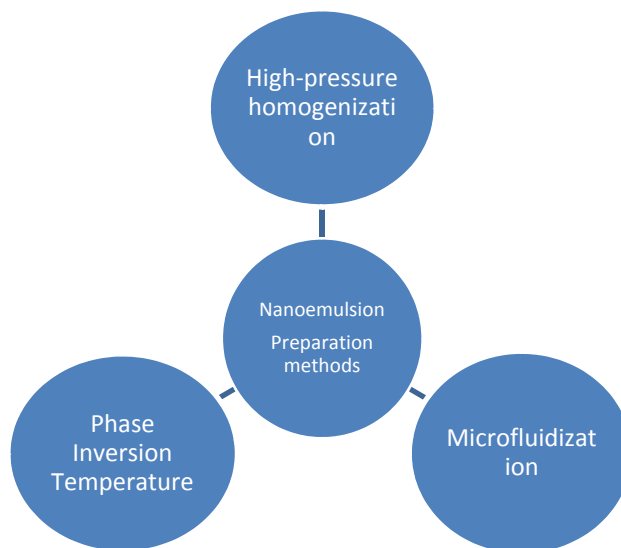 High-pressure
homogenizati
on
Nanoemulsion
Preparation
methods
Phase
Inversion
Temperature
Microfluidizat
ion